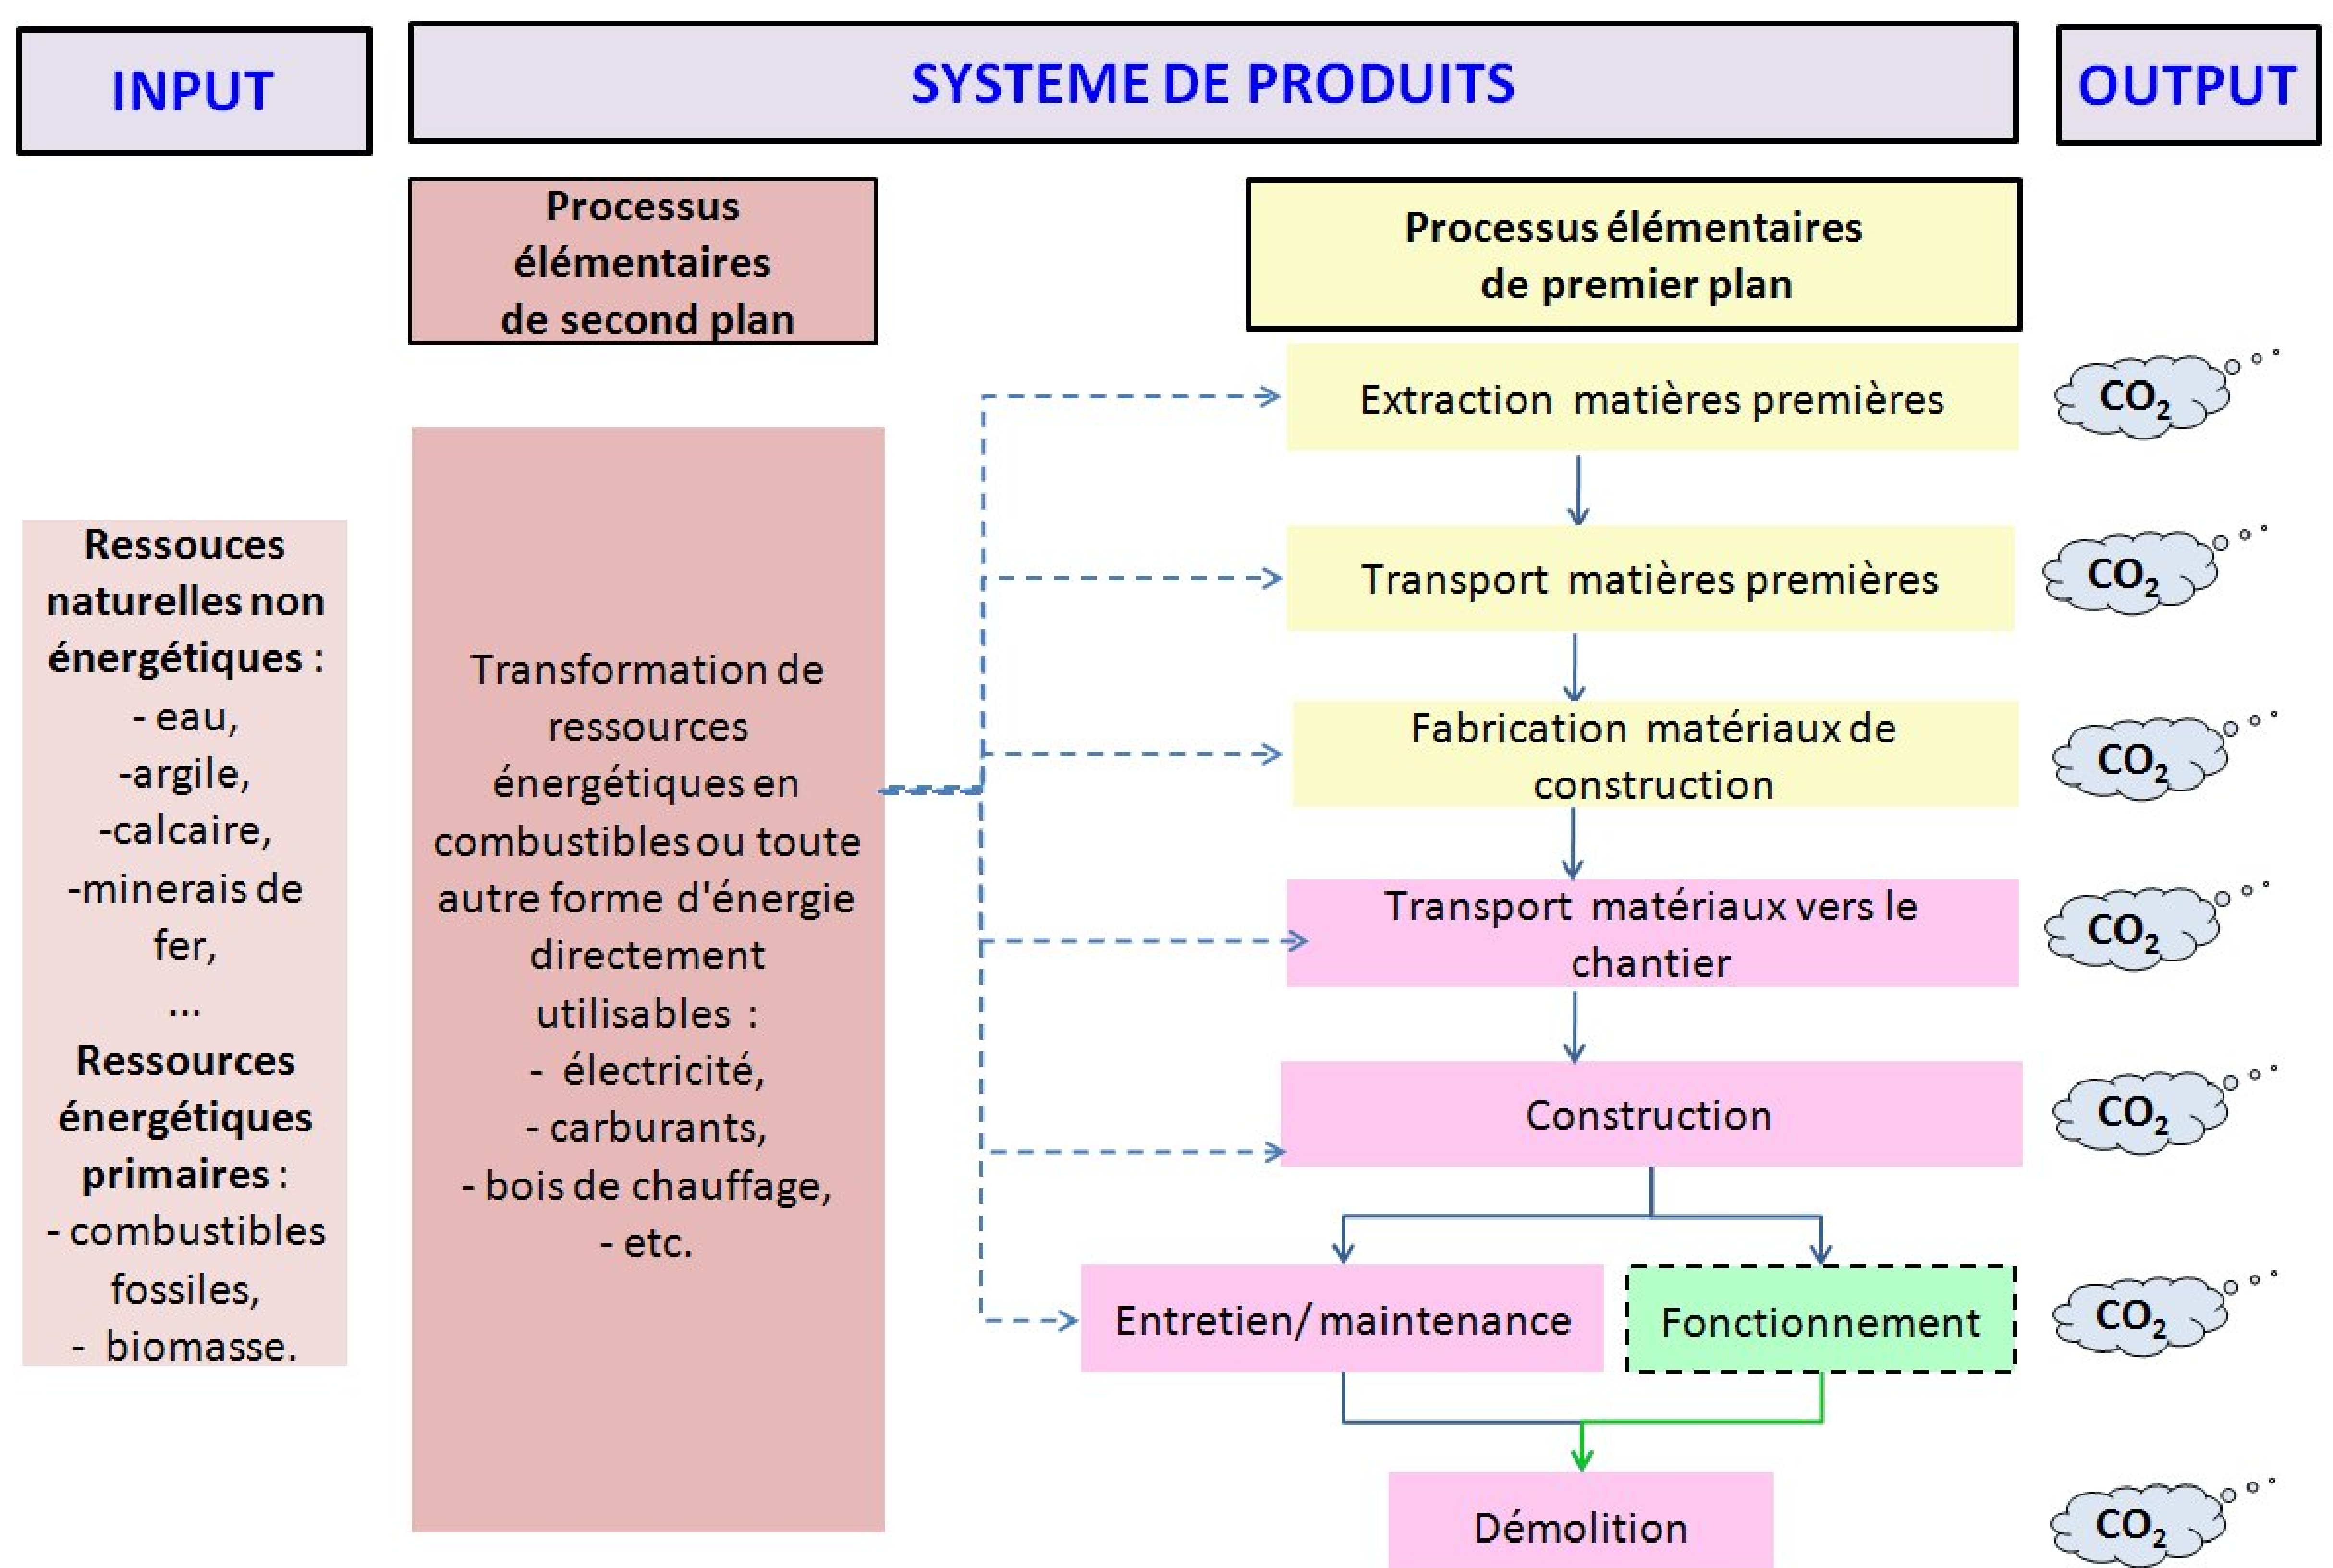 INPUT
SYSTEME DE PRODUITS
OUTPUT
Processus
élémentaires
de second plan
Processus élémentaires
de premier plan
Ressouces
naturelles non
énergétiques :
- eau,
-argile,
-calcaire,
-minerais de
fer,
...
Ressources
énergétiques
primaires :
- combustibles
fossiles,
- biomasse.
Transformation de
ressources
énergétiques en
combustibles ou toute
autre forme d'énergie
directement
utilisables :
- électricité,
- carburants,
- bois de chauffage,
- etc.
Extraction matières premières
CO2
Transport matières premières
CO2
Fabrication matériaux de
construction
CO2
Transport matériaux vers le
chantier
CO2
Construction
CO2
Entretien/ maintenance
Fonctionnement
CO2
Démolition
CO2